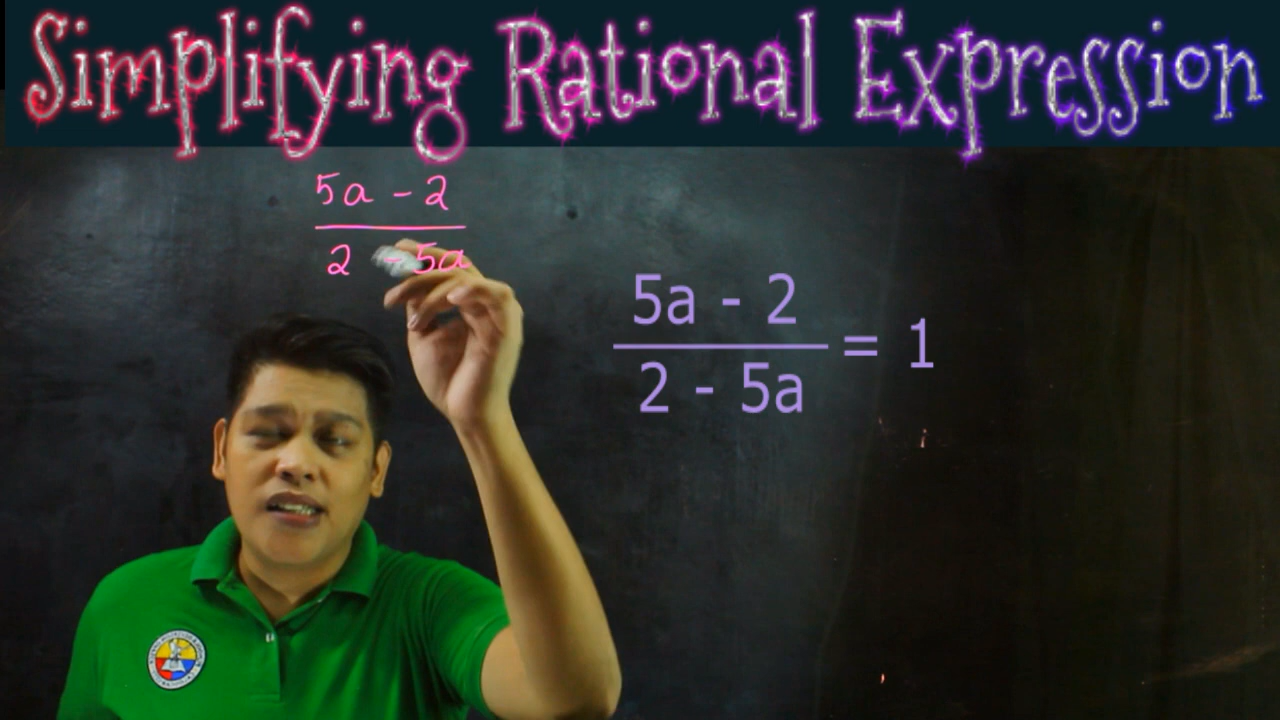 Simplifying Rational Expression
5a - 2
2 - 5a
5a - 2
2 - 5a
= 1